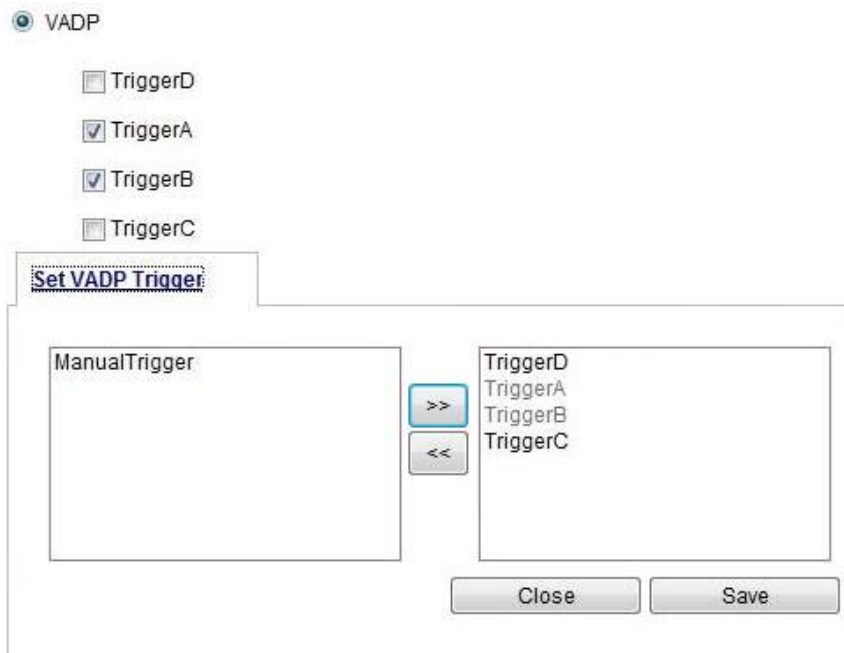 VADP
TriggerD
TriggerA
TriggerB
TriggerC
Set VADP Trigger
ManualTrigger
>>
<<
TriggerD
TriggerA
TriggerB
TriggerC
Close Save